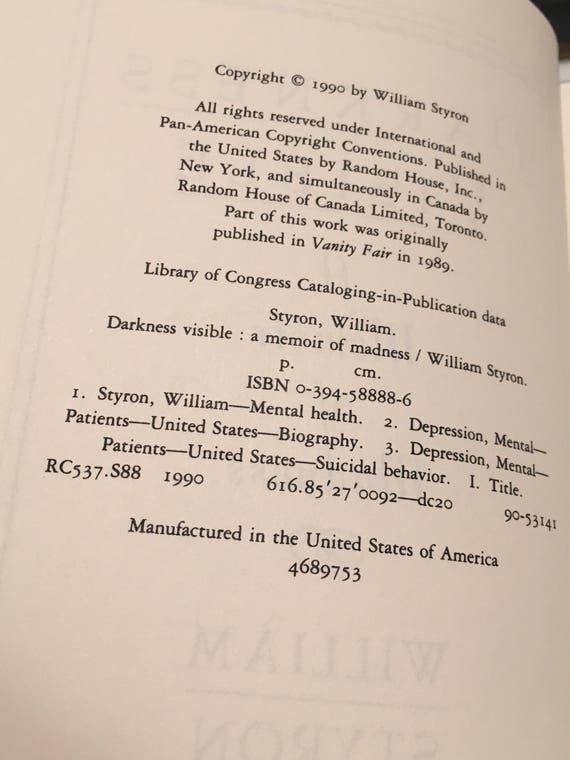 Copyright © 1990 by William Styron
All rights reserved under International and
Pan-American Copyright Conventions. Published in
the United States by Random House, Inc.,
New York, and simultaneously in Canada by
Random House of Canada Limited, Toronto.
Part of this work was originally
published in Vanity Fair in 1989.
Library of Congress Cataloging-in-Publication data
Styron, William.
Darkness visible : a memoir of madness / William Styron.
p. cm.
ISBN 0-394-58888-6
1. Styron, William—Mental health. 2. Depression, Mental—
Patients—United States—Biography. 3. Depression, Mental—
Patients—United States—Suicidal behavior. I. Title.
RC537.S88 1990 616.85'27'0092—dc20 90-53141
Manufactured in the United States of America
4689753
WILLIAM
STYRON